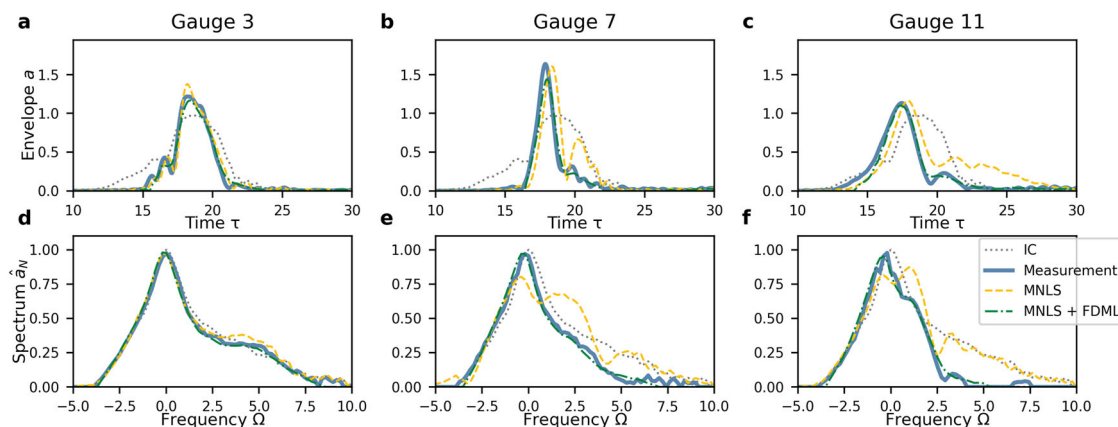 a Gauge 3 b Gauge 7 c Gauge 11
Envelope a
1.5
1.0
0.5
0.0
10 15 20 25 30
Time τ
1.5
1.0
0.5
0.0
10 15 20 25 30
Time τ
1.5
1.0
0.5
0.0
10 15 20 25 30
Time τ
d e f
Spectrum âN
1.00
0.75
0.50
0.25
0.00
−5.0 −2.5 0.0 2.5 5.0 7.5 10.0
Frequency Ω
1.00
0.75
0.50
0.25
0.00
−5.0 −2.5 0.0 2.5 5.0 7.5 10.0
Frequency Ω
1.00
0.75
0.50
0.25
0.00
−5.0 −2.5 0.0 2.5 5.0 7.5 10.0
Frequency Ω
IC
Measurement
MNLS
MNLS + FDML